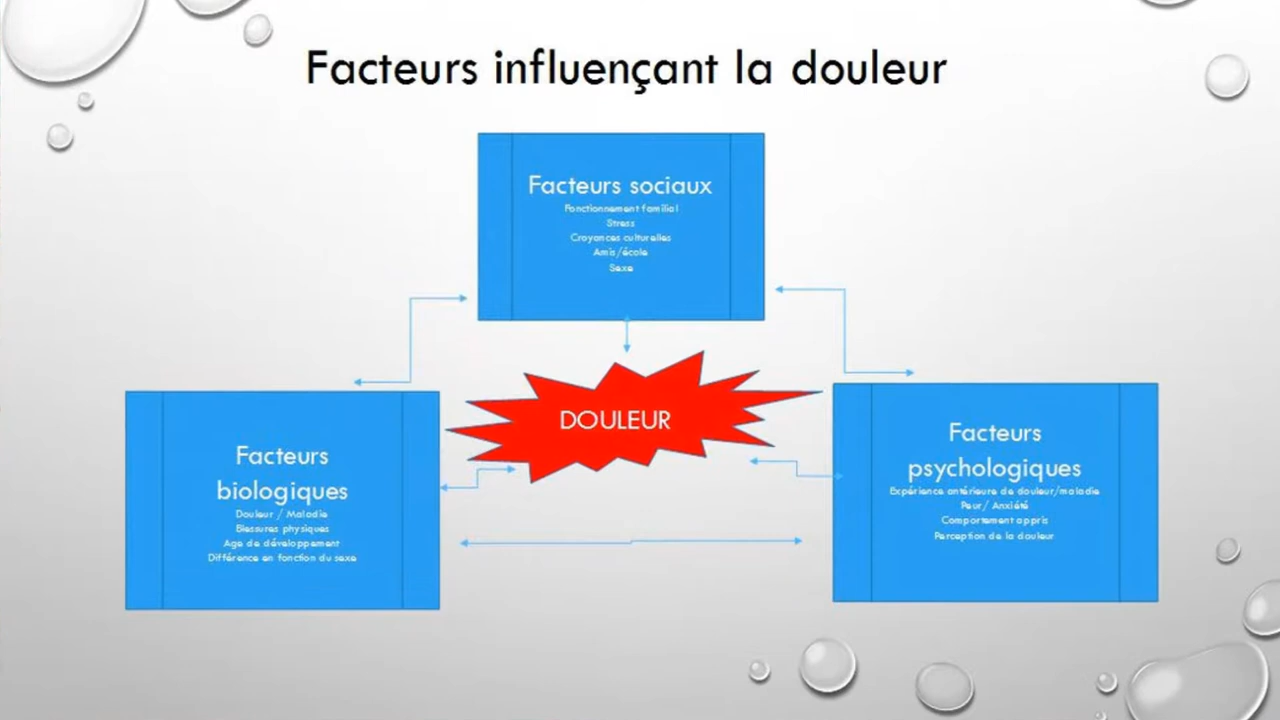 Facteurs influençant la douleur
Facteurs sociaux
Fonctionnement familial
Stress
Croyances culturelles
Amis/école
Sexe
DOULEUR
Facteurs
biologiques
Douleur / Maladie
Blessures physiques
Age de développement
Différence en fonction du sexe
Facteurs
psychologiques
Expérience antérieure de douleur/maladie
Peur/ Anxiété
Comportement appris
Perception de la douleur